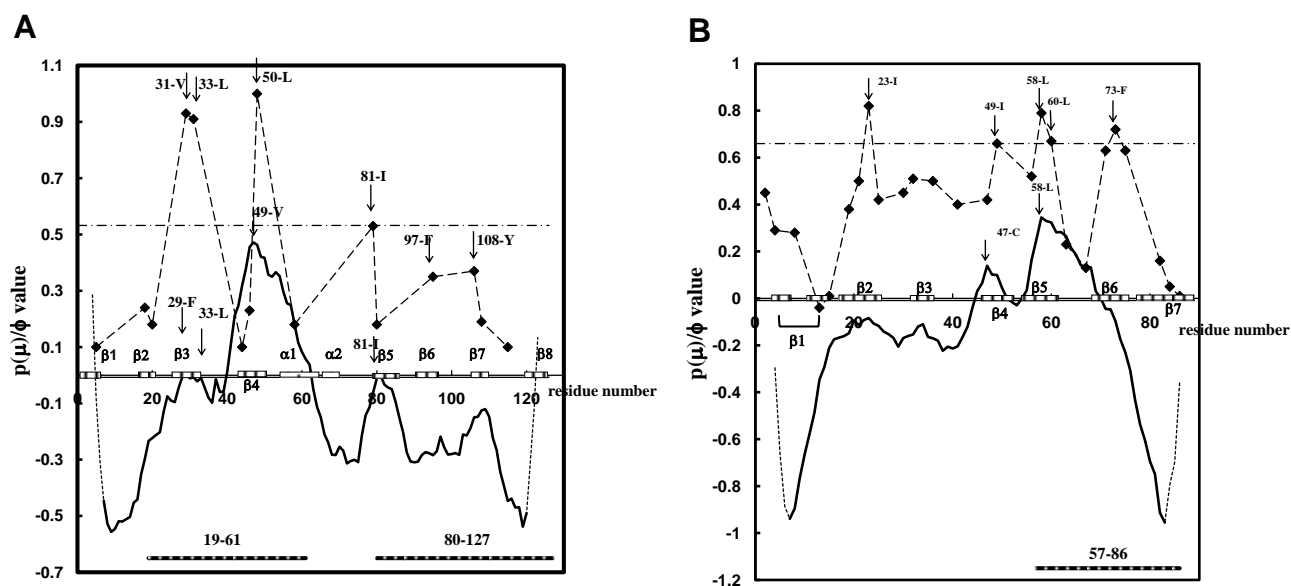 A
B
1.1
0.9
0.7
0.5
0.3
0.1
-0.1
-0.3
-0.5
-0.7
p(μ)/ϕ value
31-V
33-L
50-L
81-I
49-V
97-F
108-Y
29-F
33-L
81-I
β1
β2
β3
β4
α1
α2
β5
β6
β7
β8
0
20
40
60
80
100
120
residue number
19-61
80-127
1
0.8
0.6
0.4
0.2
0
-0.2
-0.4
-0.6
-0.8
-1
-1.2
p(μ)/ϕ value
23-I
49-I
58-L
60-L
73-F
58-L
47-C
β1
β2
β3
β4
β5
β6
β7
0
20
40
60
80
residue number
57-86